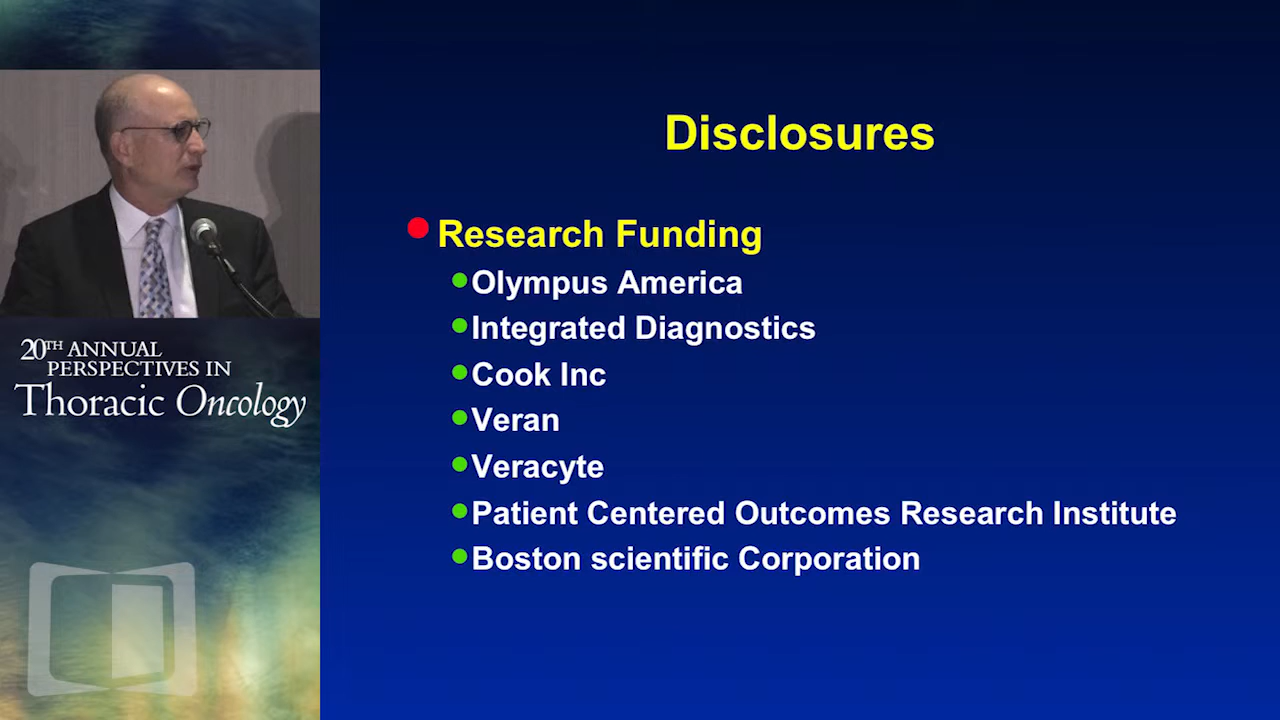 20TH ANNUAL
PERSPECTIVES IN
Thoracic Oncology
Disclosures
Research Funding
Olympus America
Integrated Diagnostics
Cook Inc
Veran
Veracyte
Patient Centered Outcomes Research Institute
Boston scientific Corporation